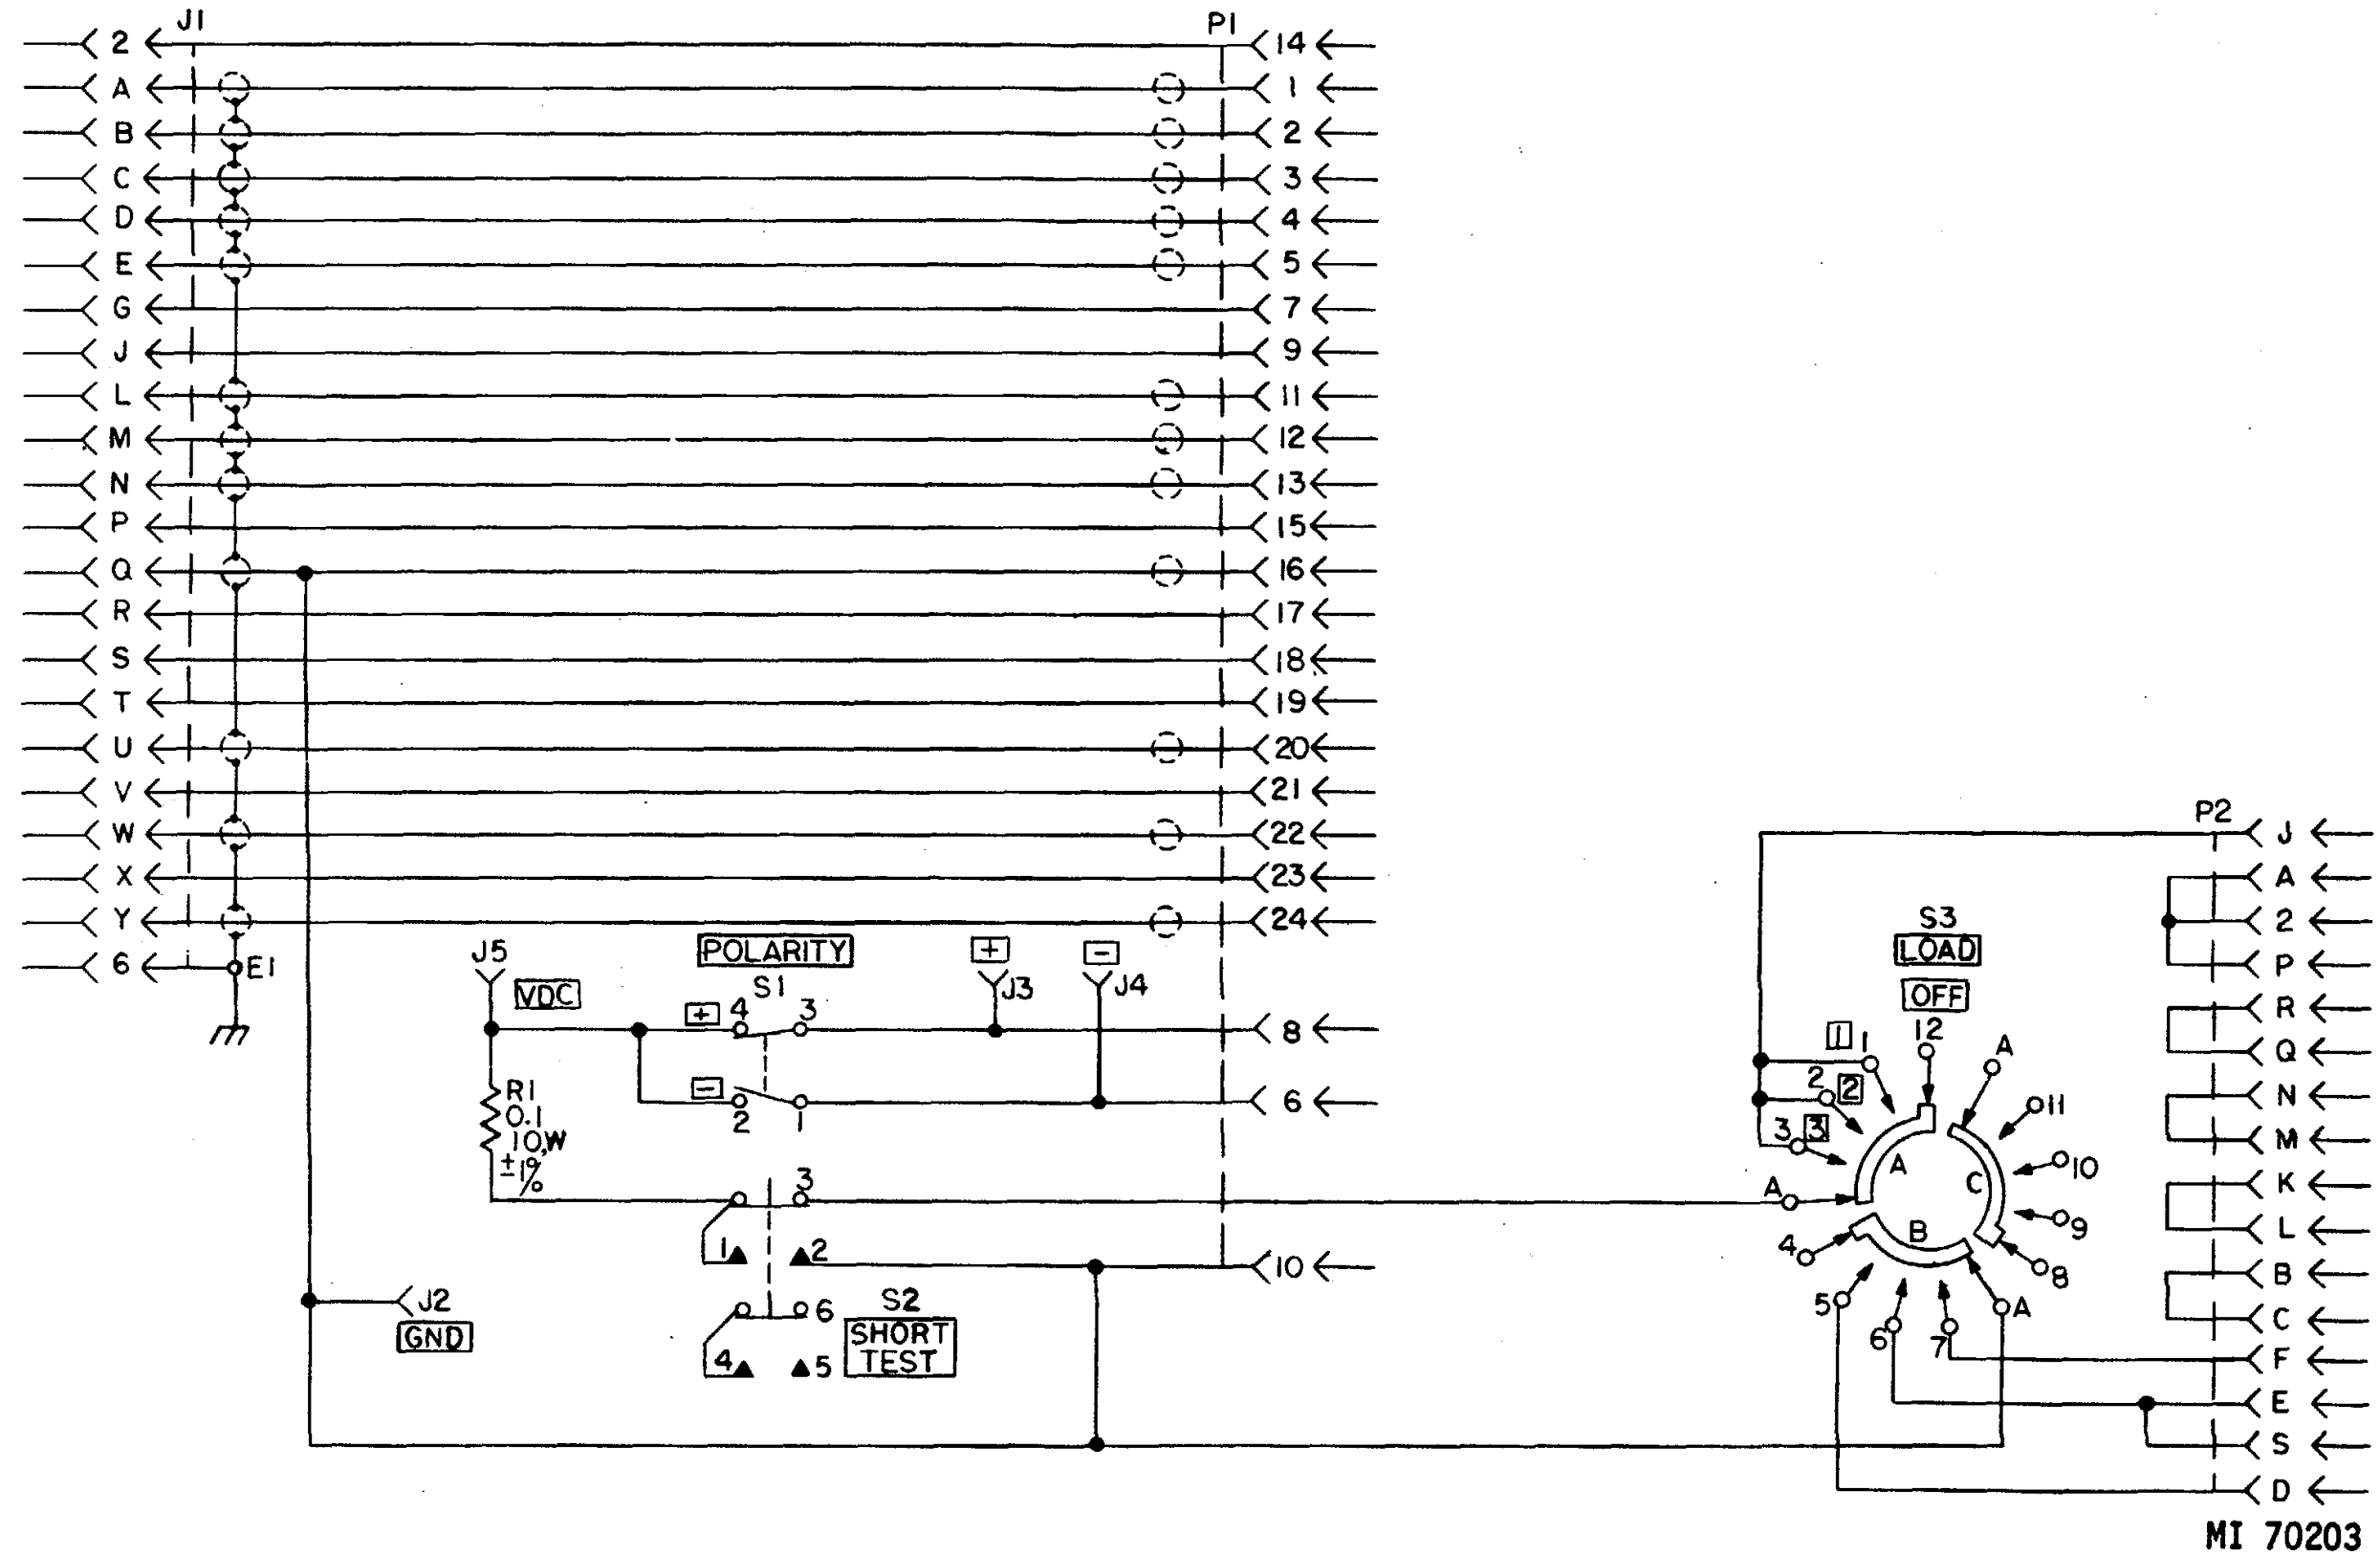 J1
P1
2 14
A 1
B 2
C 3
D 4
E 5
G 7
J 9
L 11
M 12
N 13
P 15
Q 16
R 17
S 18
T 19
U 20
V 21
W 22
X 23
Y 24
6 E1
J5
VDC
POLARITY
S1
+ 4 3
- 2 1
+ J3
- J4
8
6
R1
0.1
10,W
±1%
3
1 2
10
6
4 5
S2
SHORT
TEST
J2
GND
S3
LOAD
OFF
12
1 1
2 2
3 3
A
4
5
6
7
A
8
9
10
11
A
A
B
C
P2
J
A
2
P
R
Q
N
M
K
L
B
C
F
E
S
D
MI 70203